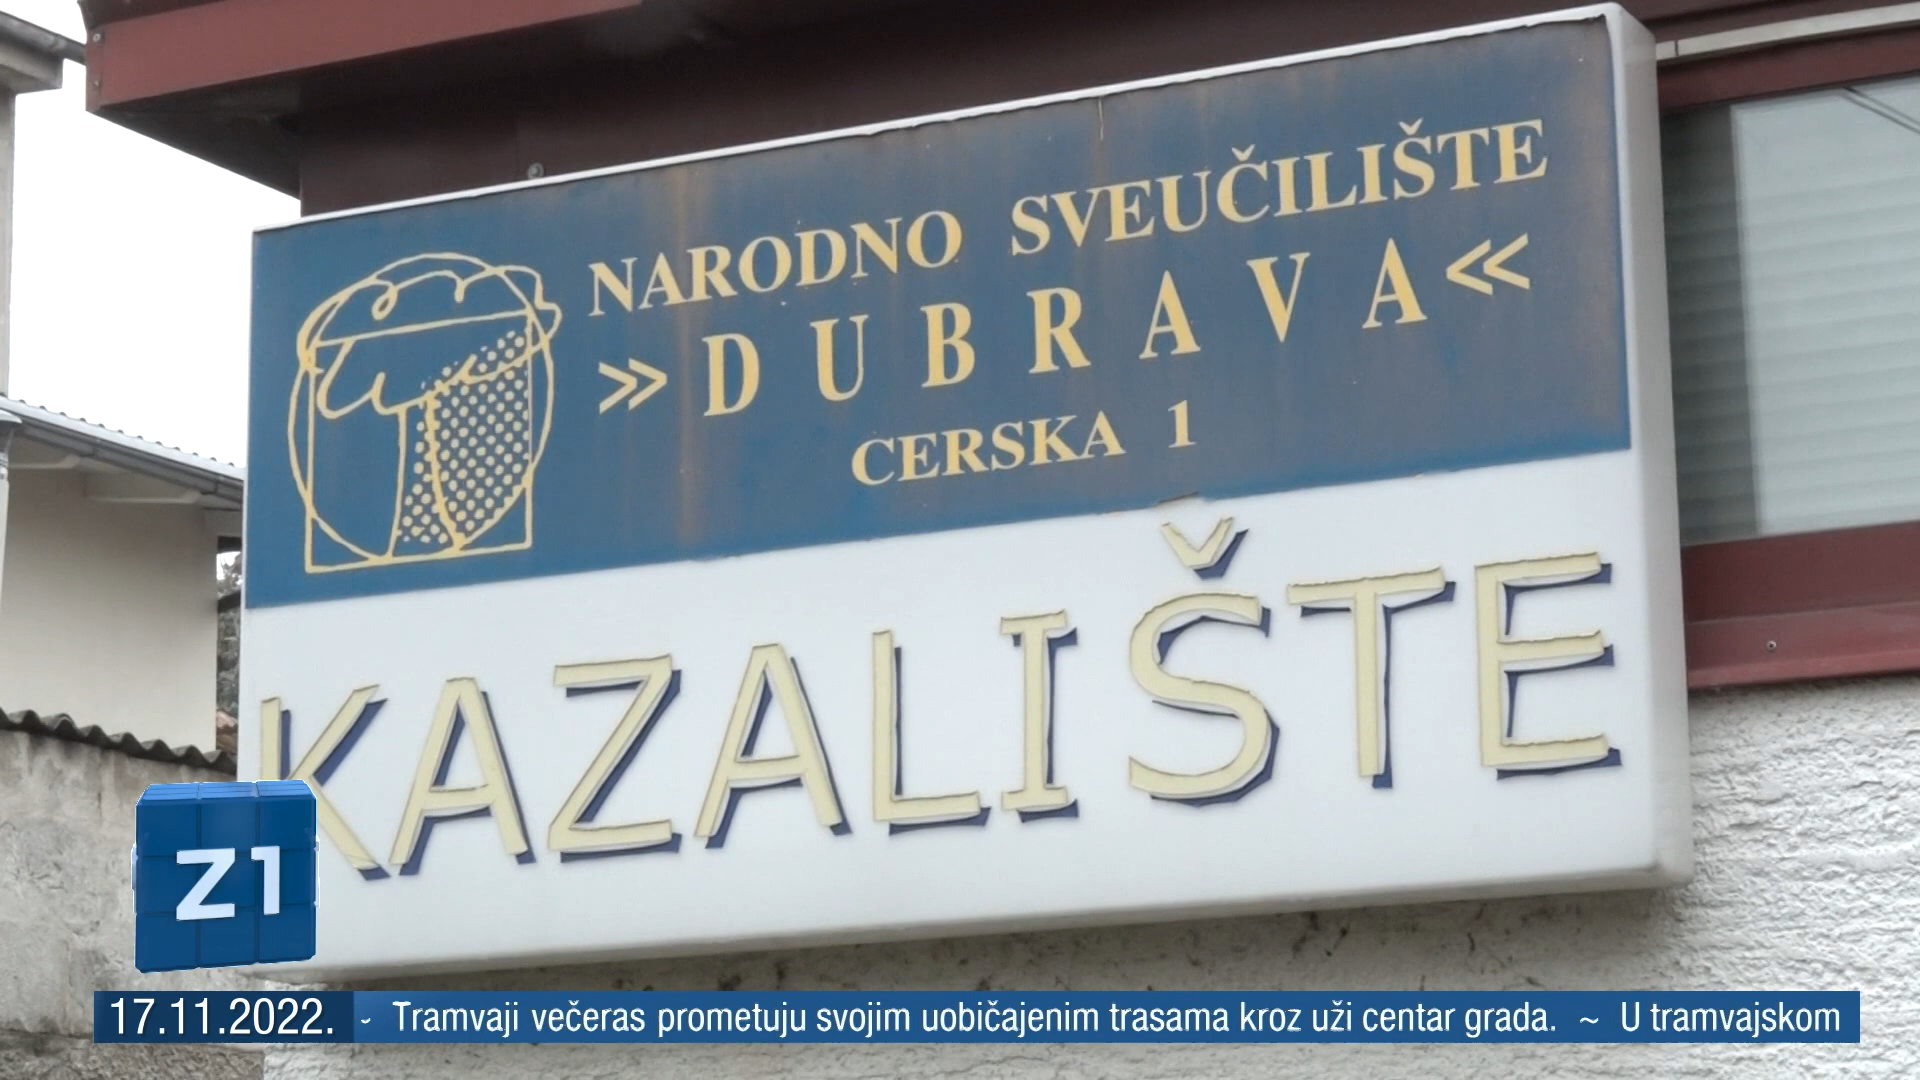 NARODNO SVEUČILIŠTE
»DUBRAVA«
CERSKA 1
KAZALIŠTE
Z1
17.11.2022. ~ Tramvaji večeras prometuju svojim uobičajenim trasama kroz uži centar grada. ~ U tramvajskom